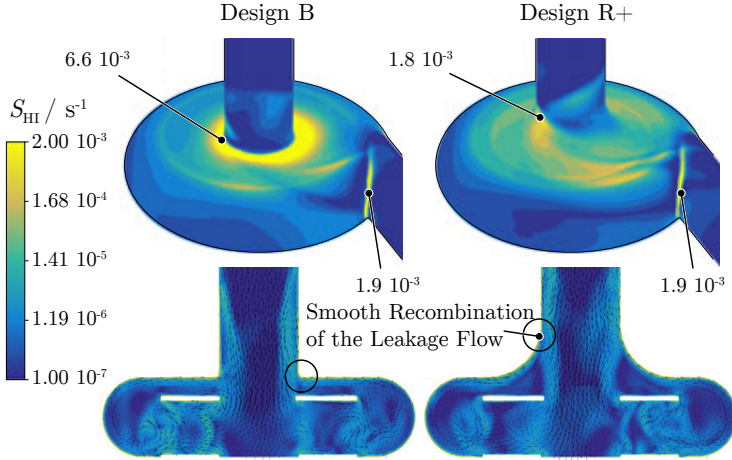 Design B
Design R+
6.6 10⁻³
1.8 10⁻³
S_HI / s⁻¹
2.00 10⁻³
1.68 10⁻⁴
1.41 10⁻⁵
1.19 10⁻⁶
1.00 10⁻⁷
1.9 10⁻³
1.9 10⁻³
Smooth Recombination
of the Leakage Flow